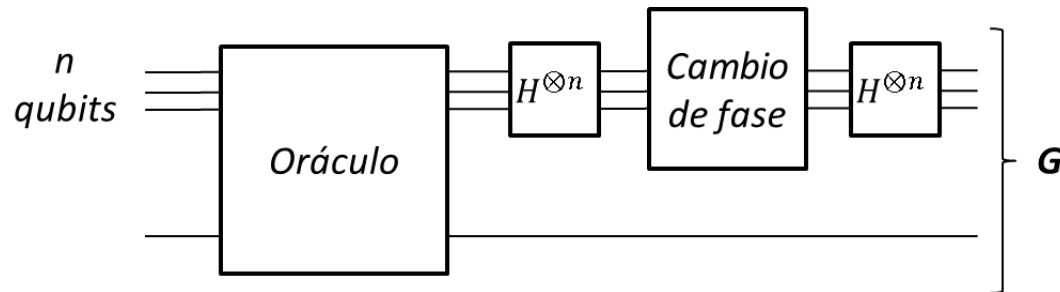 n
qubits
Oráculo
H⊗n
Cambio
de fase
H⊗n
G